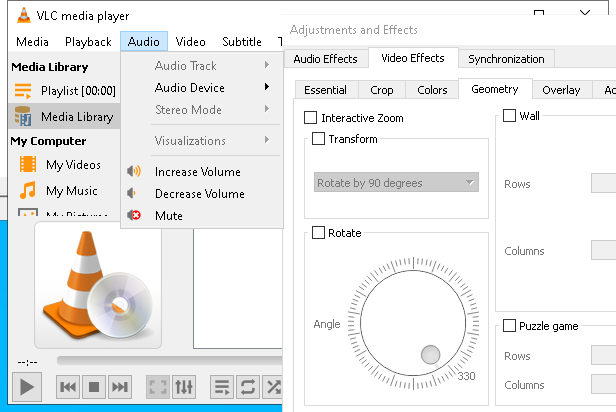 VLC media player
Media Playback Audio Video Subtitle T
Media Library
Playlist [00:00]
Media Library
My Computer
My Videos
My Music
My Pictures
Audio Track
Audio Device
Stereo Mode
Visualizations
Increase Volume
Decrease Volume
Mute
--:--
Adjustments and Effects
Audio Effects Video Effects Synchronization
Essential Crop Colors Geometry Overlay Ac
Interactive Zoom
Transform
Rotate by 90 degrees
Rotate
Angle
330
Wall
Rows
Columns
Puzzle game
Rows
Columns